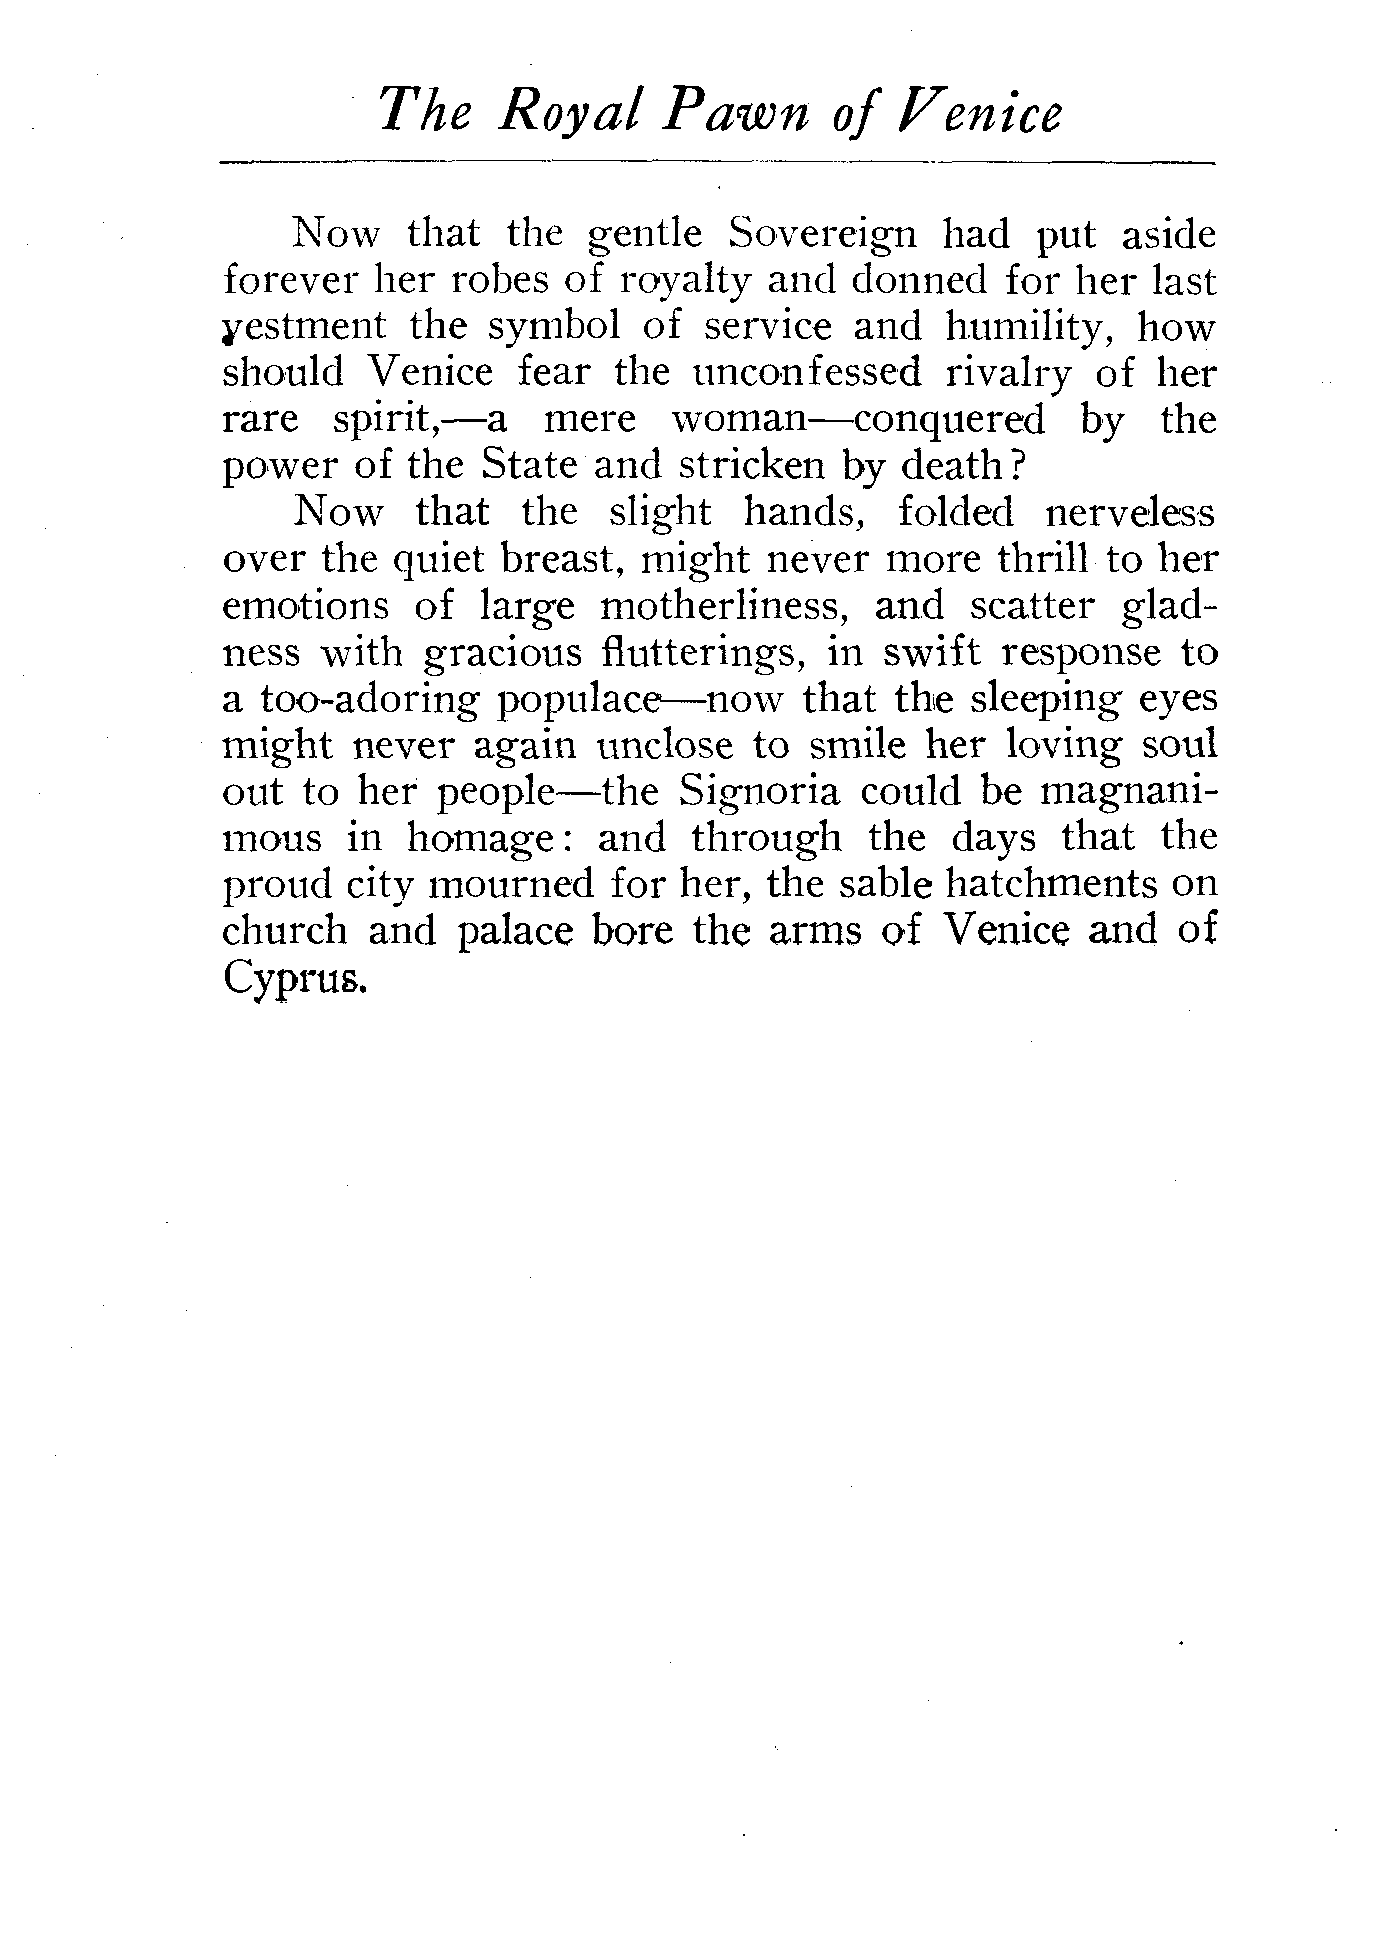 The Royal Pawn of Venice
Now that the gentle Sovereign had put aside
forever her robes of royalty and donned for her last
vestment the symbol of service and humility, how
should Venice fear the unconfessed rivalry of her
rare spirit,—a mere woman—conquered by the
power of the State and stricken by death?
Now that the slight hands, folded nerveless
over the quiet breast, might never more thrill to her
emotions of large motherliness, and scatter glad-
ness with gracious flutterings, in swift response to
a too-adoring populace—now that the sleeping eyes
might never again unclose to smile her loving soul
out to her people—the Signoria could be magnani-
mous in homage: and through the days that the
proud city mourned for her, the sable hatchments on
church and palace bore the arms of Venice and of
Cyprus.